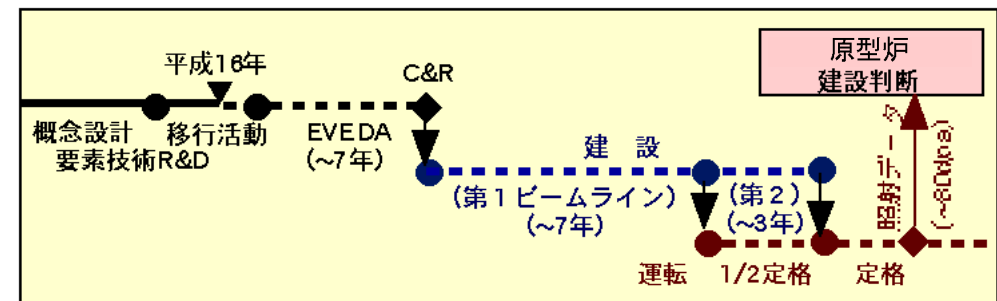 原型炉
建設判断
平成16年
C&R
概念設計
要素技術R&D
移行活動
EVEDA
(~7年)
建 設
(第1ビームライン)
(~7年)
(第2)
(~3年)
照射データ
(~80dpa)
運転
1/2定格
定格